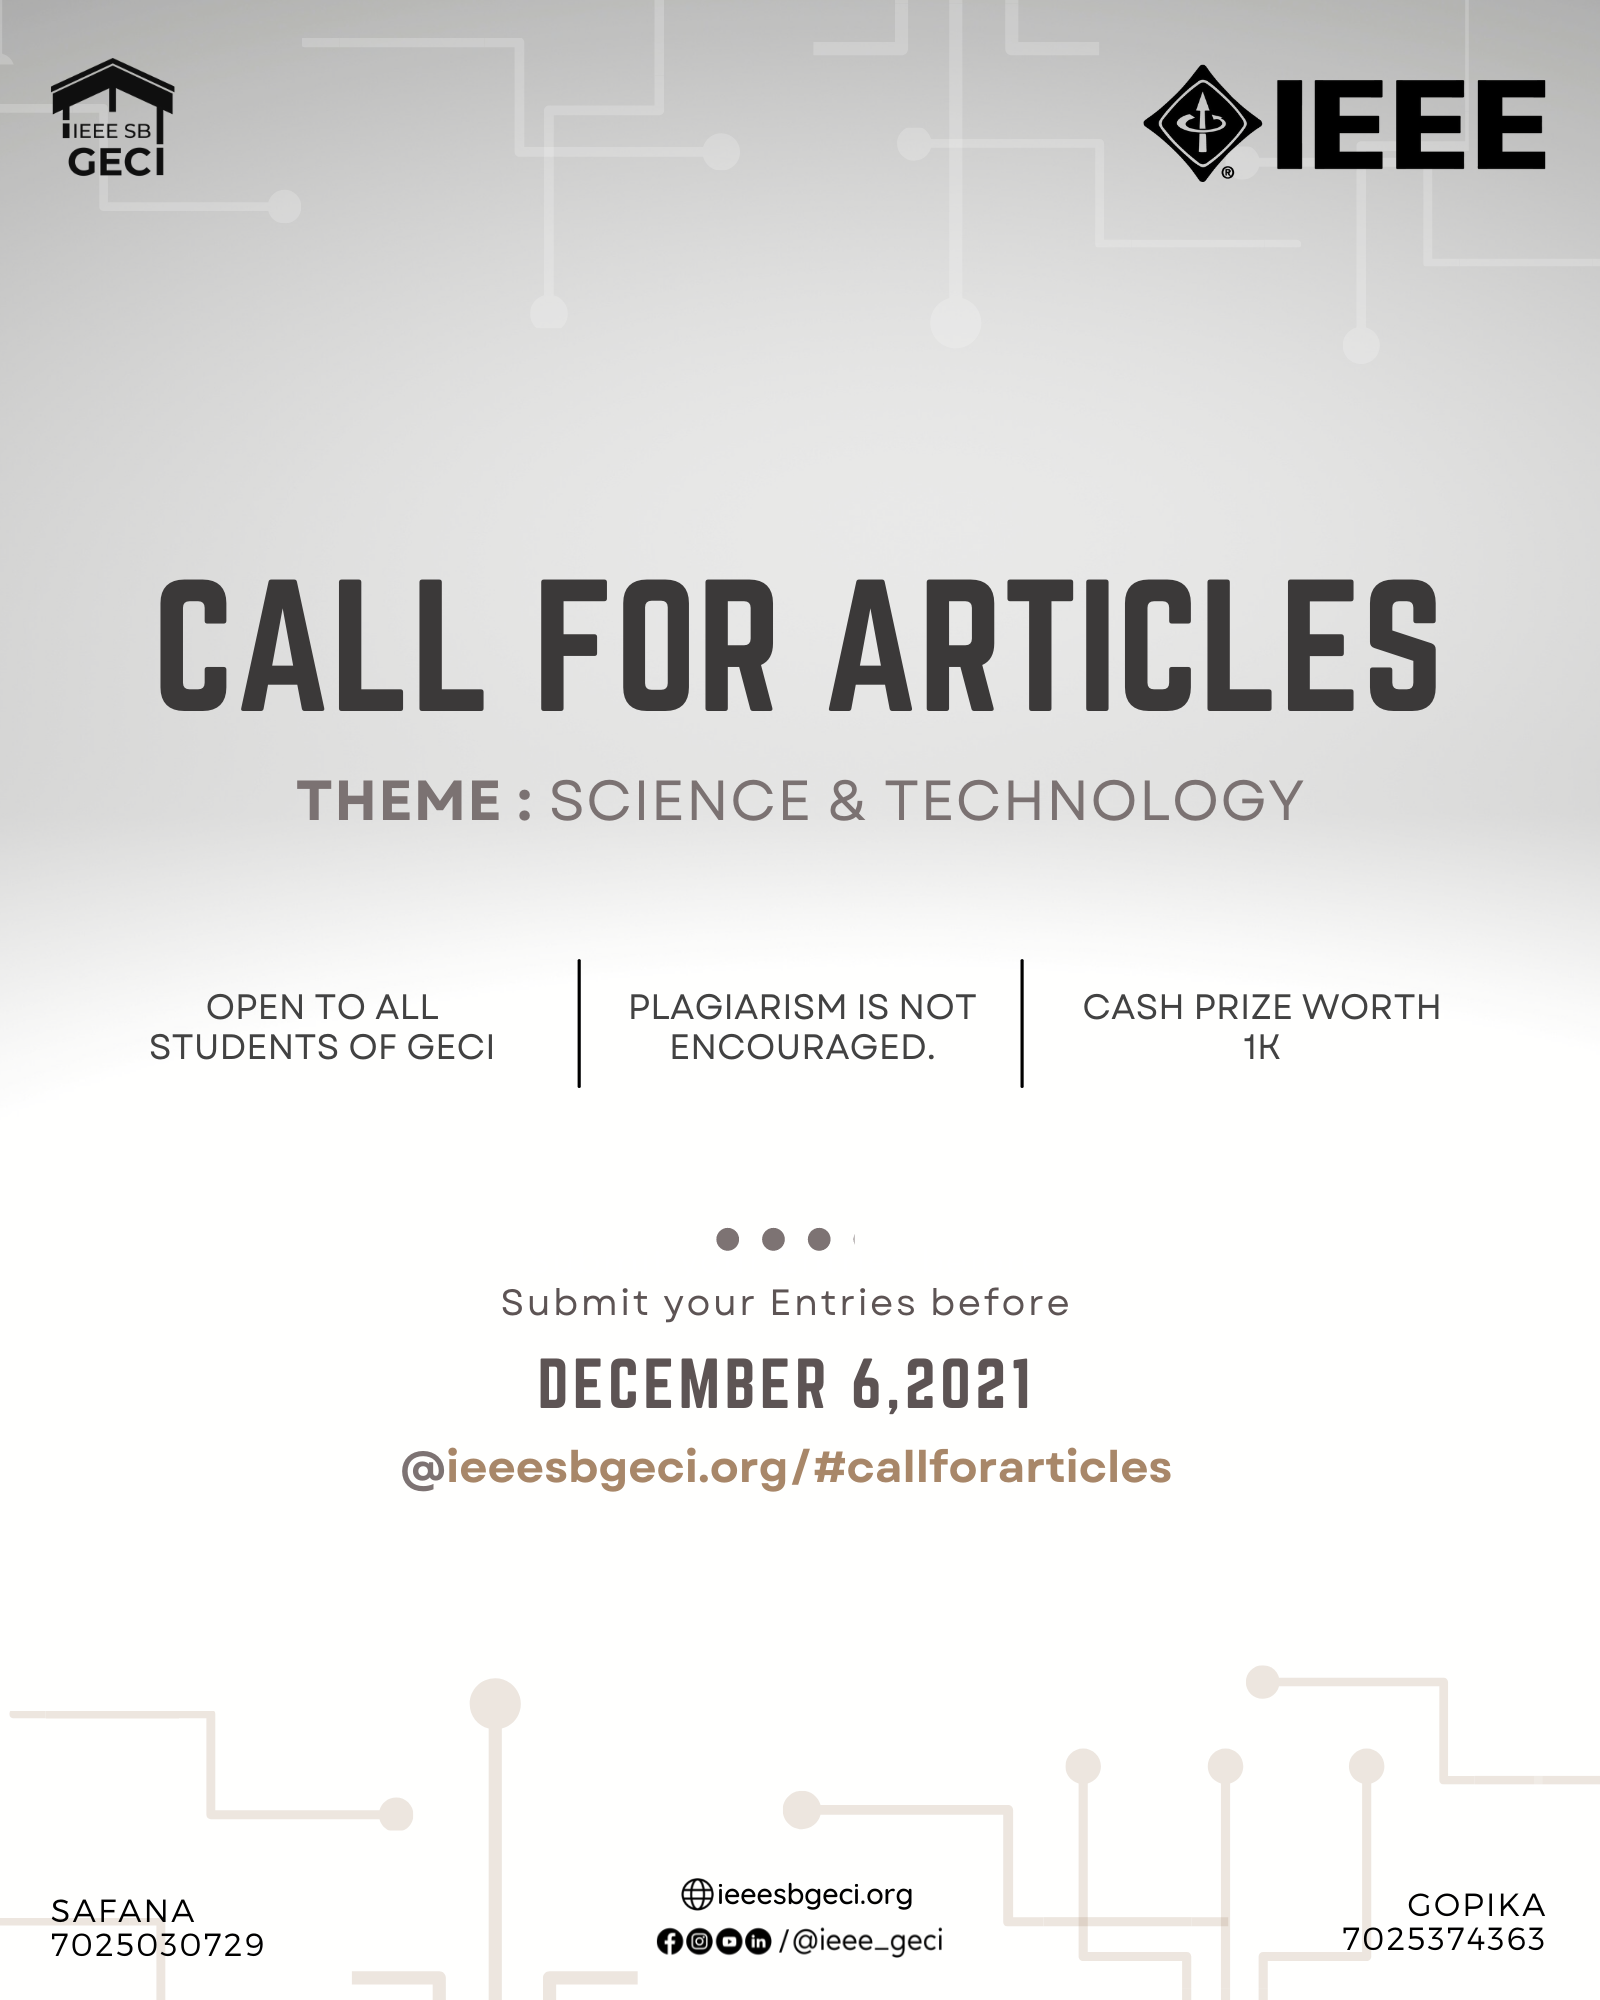 IEEE SB
GECI
IEEE
®
CALL FOR ARTICLES
THEME : SCIENCE & TECHNOLOGY
OPEN TO ALL
STUDENTS OF GECI
PLAGIARISM IS NOT
ENCOURAGED.
CASH PRIZE WORTH
1K
Submit your Entries before
DECEMBER 6,2021
@ieeesbgeci.org/#callforarticles
SAFANA
7025030729
ieeesbgeci.org
/@ieee_geci
GOPIKA
7025374363